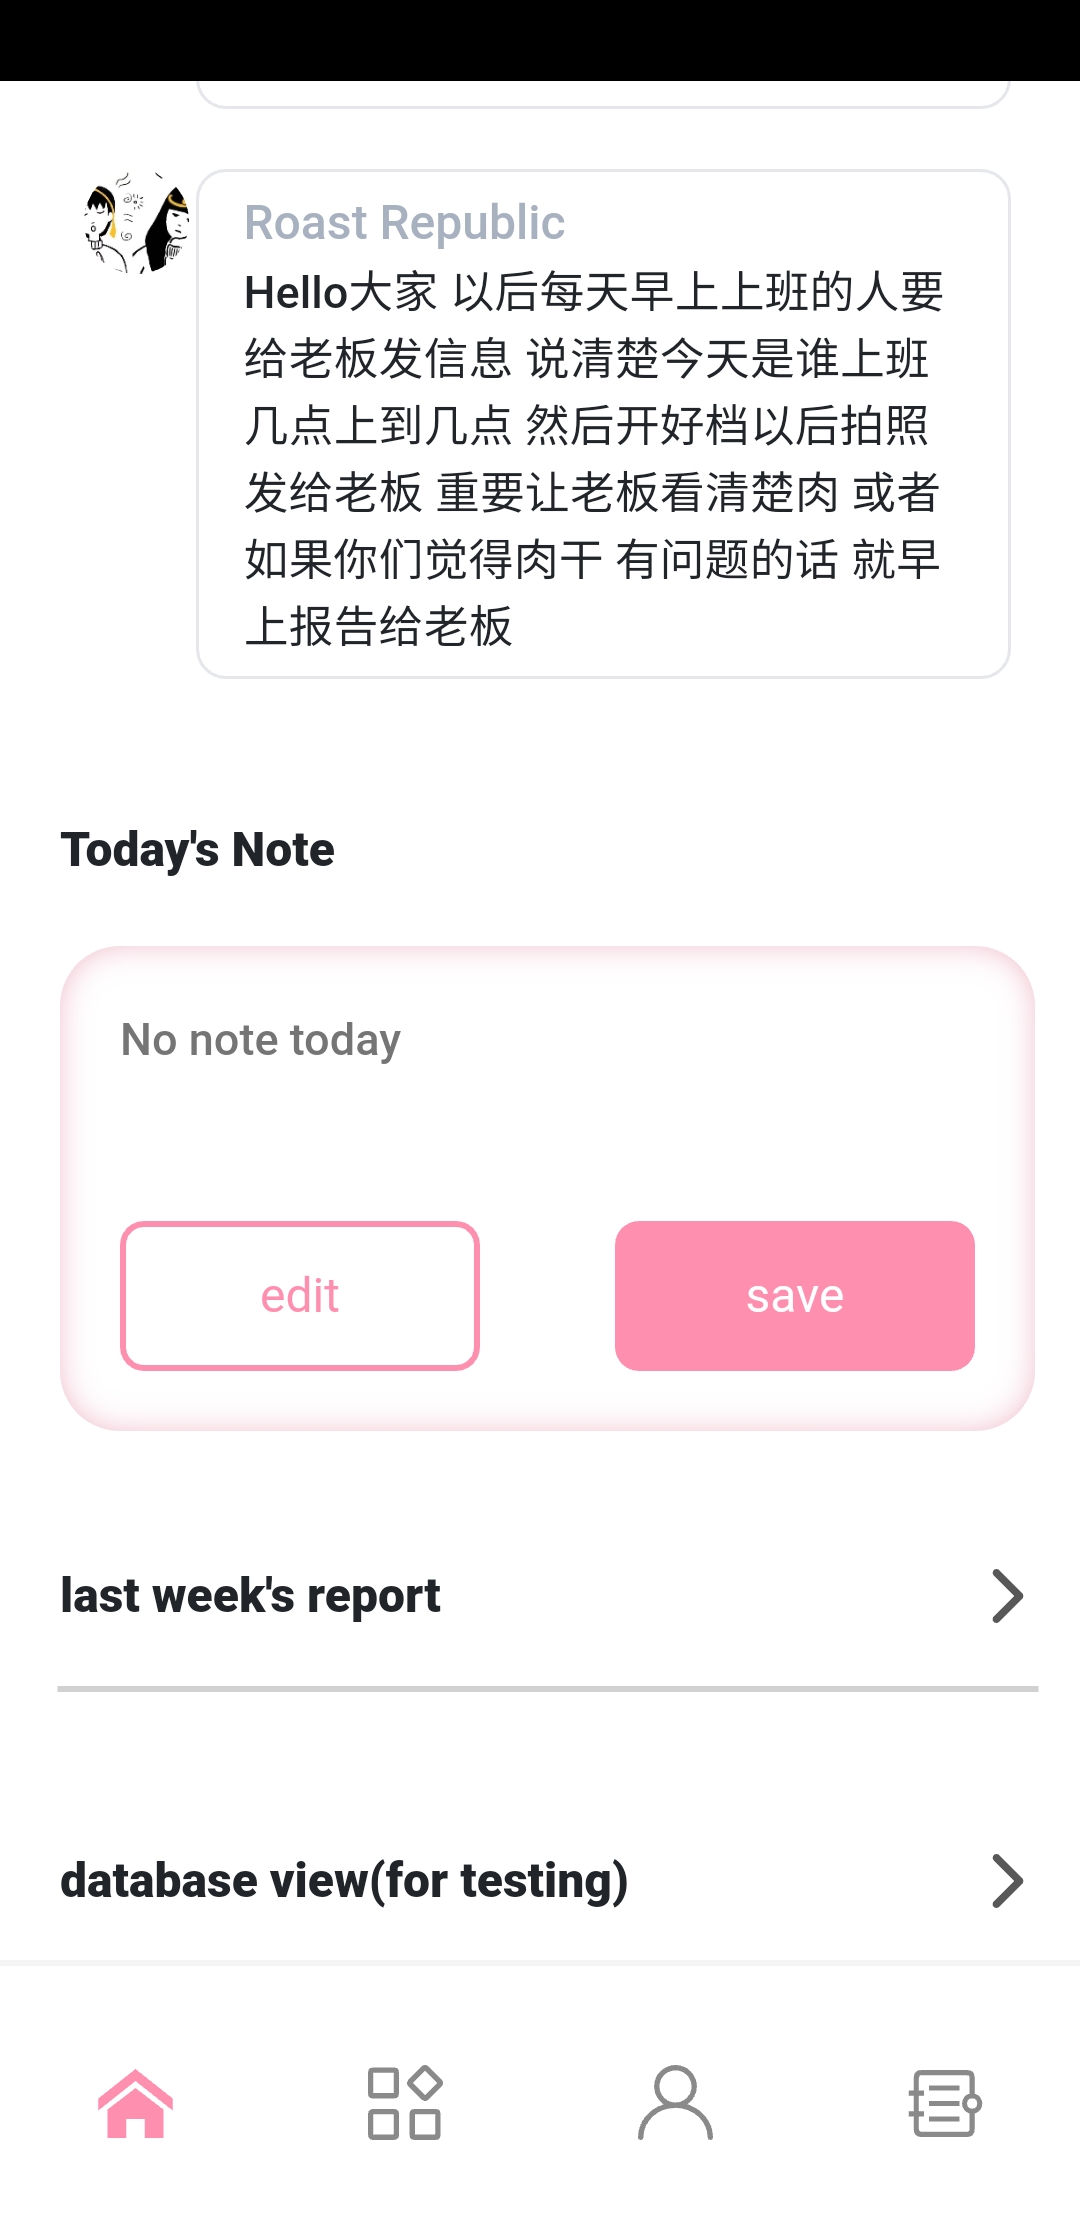 Roast Republic
Hello大家 以后每天早上上班的人要
给老板发信息 说清楚今天是谁上班
几点上到几点 然后开好档以后拍照
发给老板 重要让老板看清楚肉 或者
如果你们觉得肉干 有问题的话 就早
上报告给老板
Today's Note
No note today
edit
save
last week's report
database view(for testing)